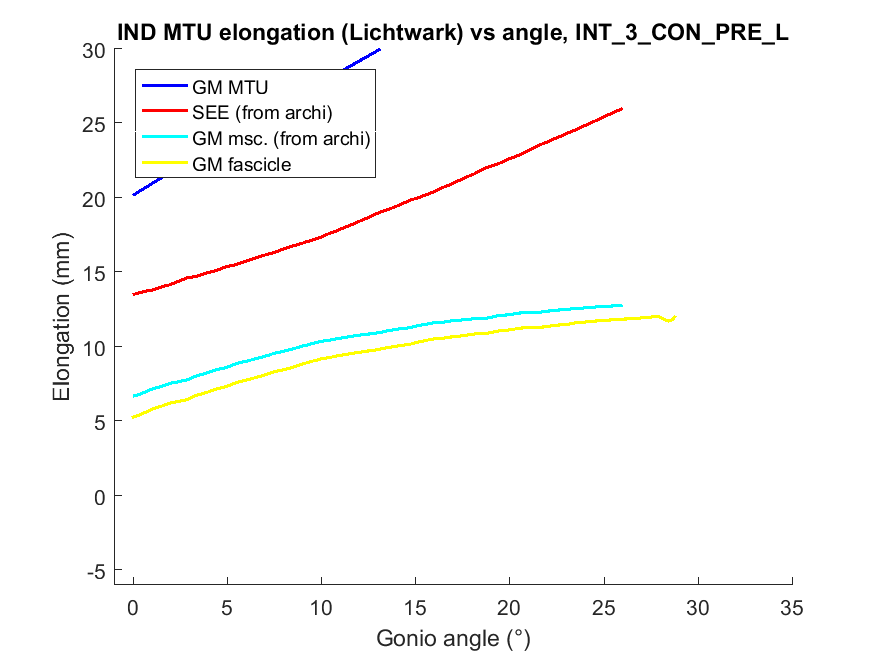 IND MTU elongation (Lichtwark) vs angle, INT_3_CON_PRE_L
30
25
20
15
10
5
0
-5
Elongation (mm)
GM MTU
SEE (from archi)
GM msc. (from archi)
GM fascicle
0 5 10 15 20 25 30 35
Gonio angle (°)